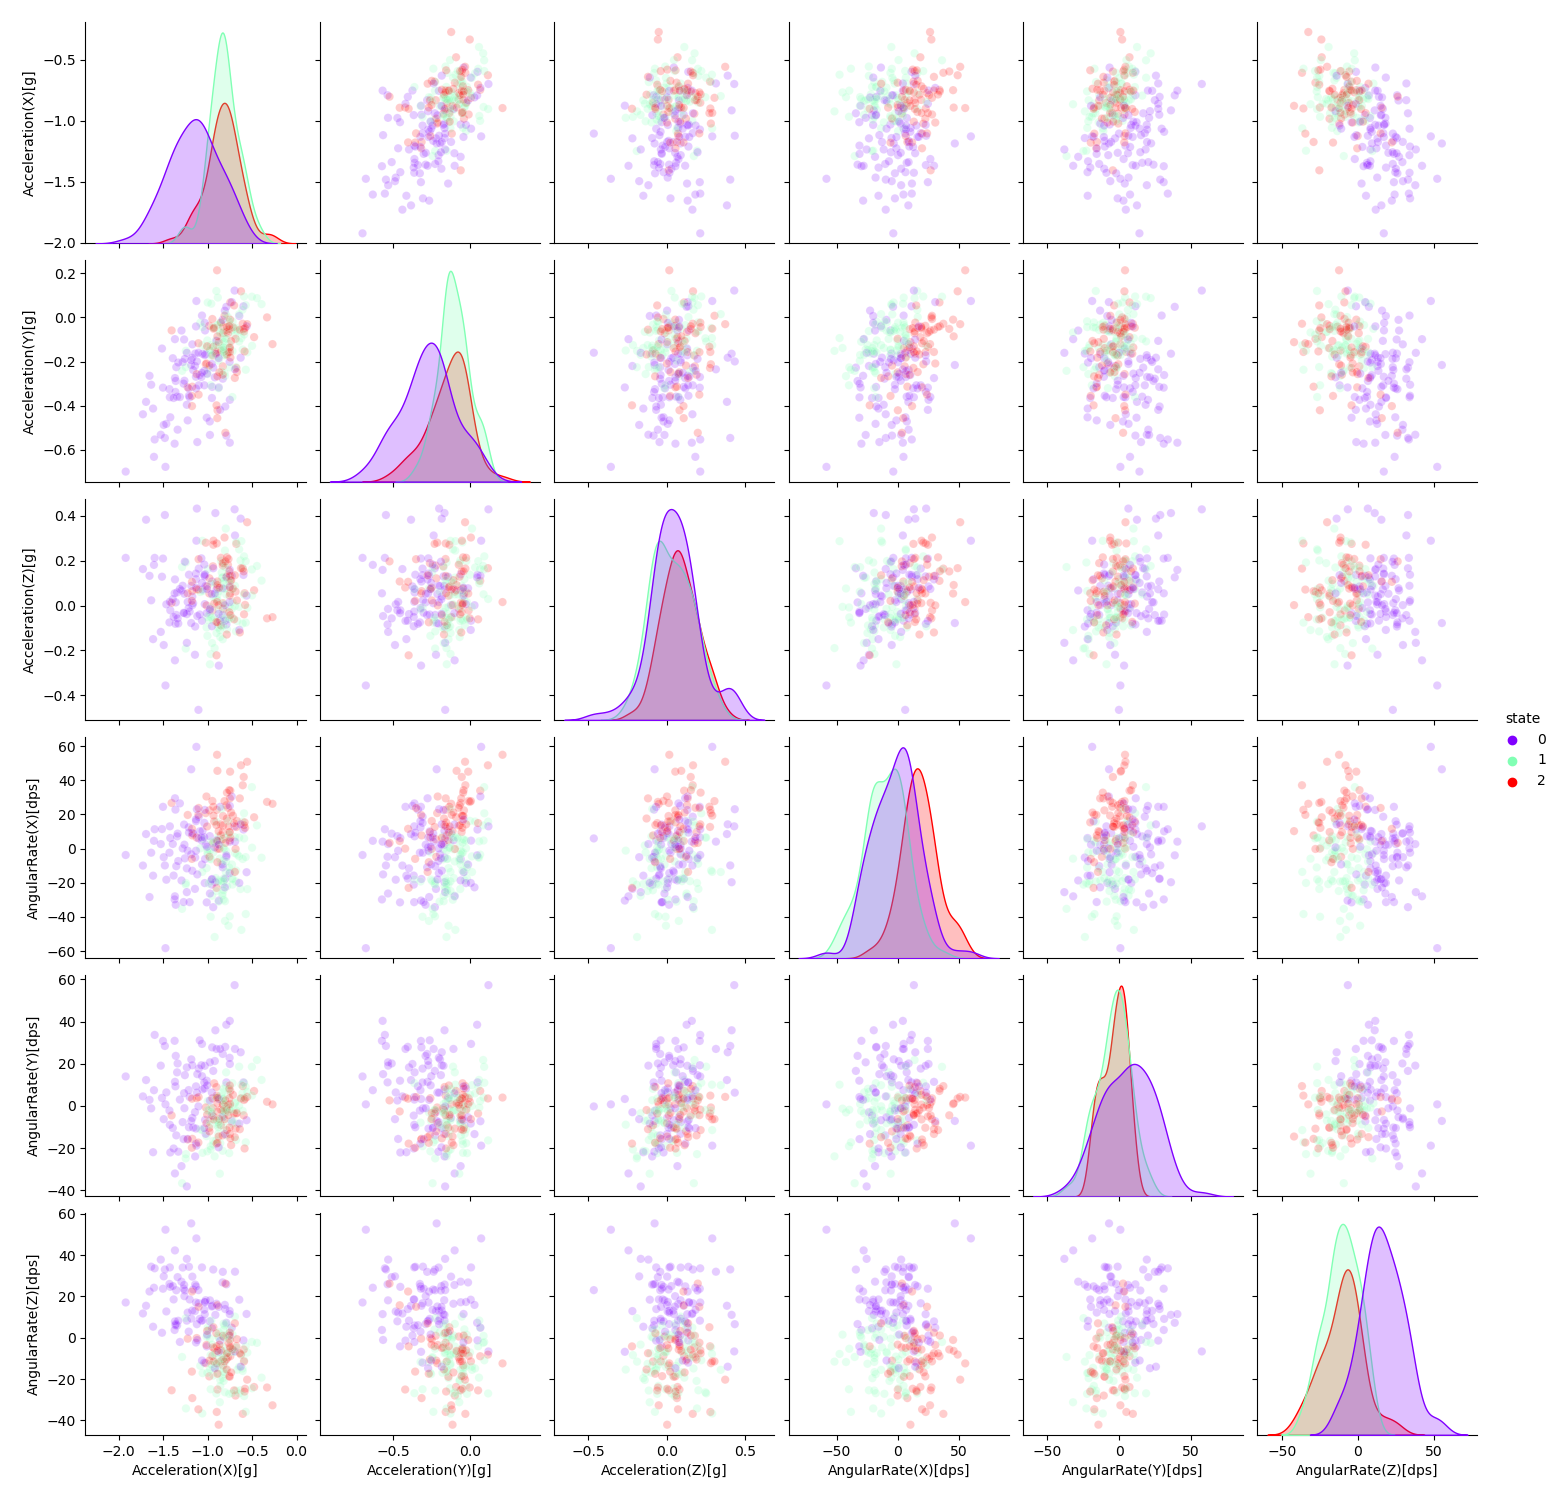 Acceleration(X)[g]
−0.5
−1.0
−1.5
−2.0
Acceleration(Y)[g]
0.2
0.0
−0.2
−0.4
−0.6
Acceleration(Z)[g]
0.4
0.2
0.0
−0.2
−0.4
AngularRate(X)[dps]
60
40
20
0
−20
−40
−60
AngularRate(Y)[dps]
60
40
20
0
−20
−40
AngularRate(Z)[dps]
60
40
20
0
−20
−40
−2.0 −1.5 −1.0 −0.5 0.0
Acceleration(X)[g]
−0.5 0.0
Acceleration(Y)[g]
−0.5 0.0 0.5
Acceleration(Z)[g]
−50 0 50
AngularRate(X)[dps]
−50 0 50
AngularRate(Y)[dps]
−50 0 50
AngularRate(Z)[dps]
state
0
1
2